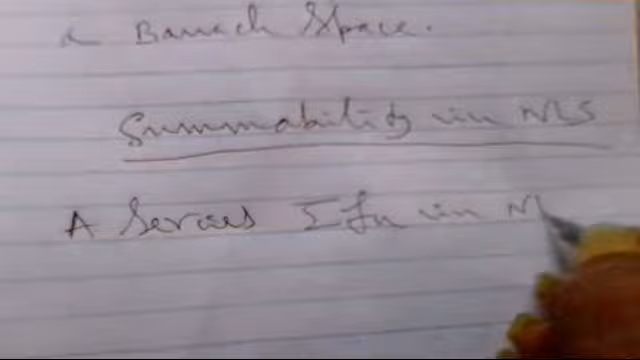 a Banach Space.
Summability in NLS
A Series Σfn in N